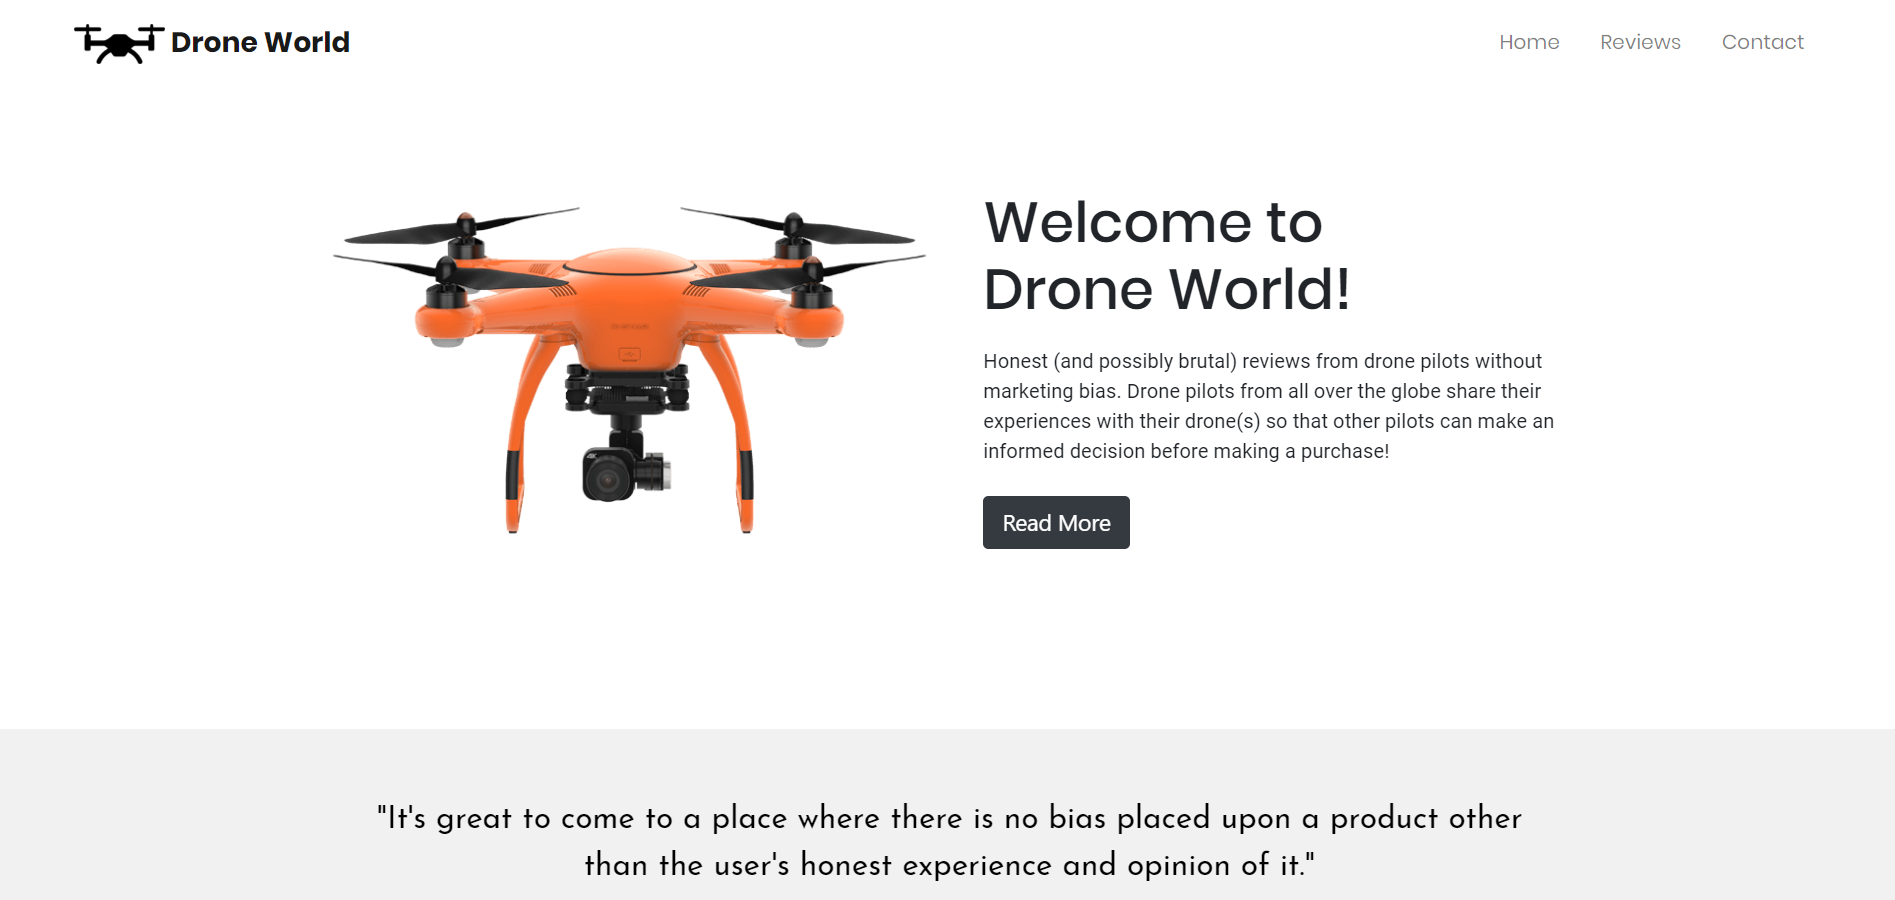 Drone World
Home
Reviews
Contact
Welcome to
Drone World!
Honest (and possibly brutal) reviews from drone pilots without
marketing bias. Drone pilots from all over the globe share their
experiences with their drone(s) so that other pilots can make an
informed decision before making a purchase!
Read More
"It's great to come to a place where there is no bias placed upon a product other
than the user's honest experience and opinion of it."